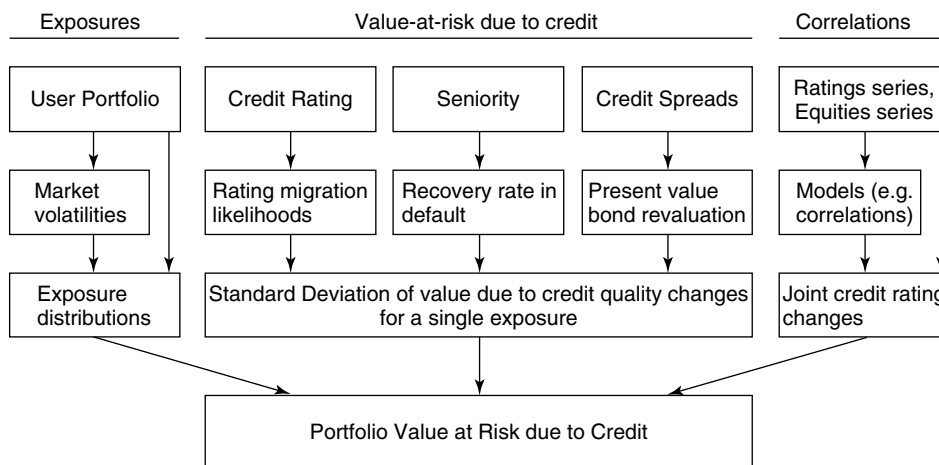 Exposures
Value-at-risk due to credit
Correlations
User Portfolio
Credit Rating
Seniority
Credit Spreads
Ratings series,
Equities series
Market
volatilities
Rating migration
likelihoods
Recovery rate in
default
Present value
bond revaluation
Models (e.g.
correlations)
Exposure
distributions
Standard Deviation of value due to credit quality changes
for a single exposure
Joint credit rating
changes
Portfolio Value at Risk due to Credit